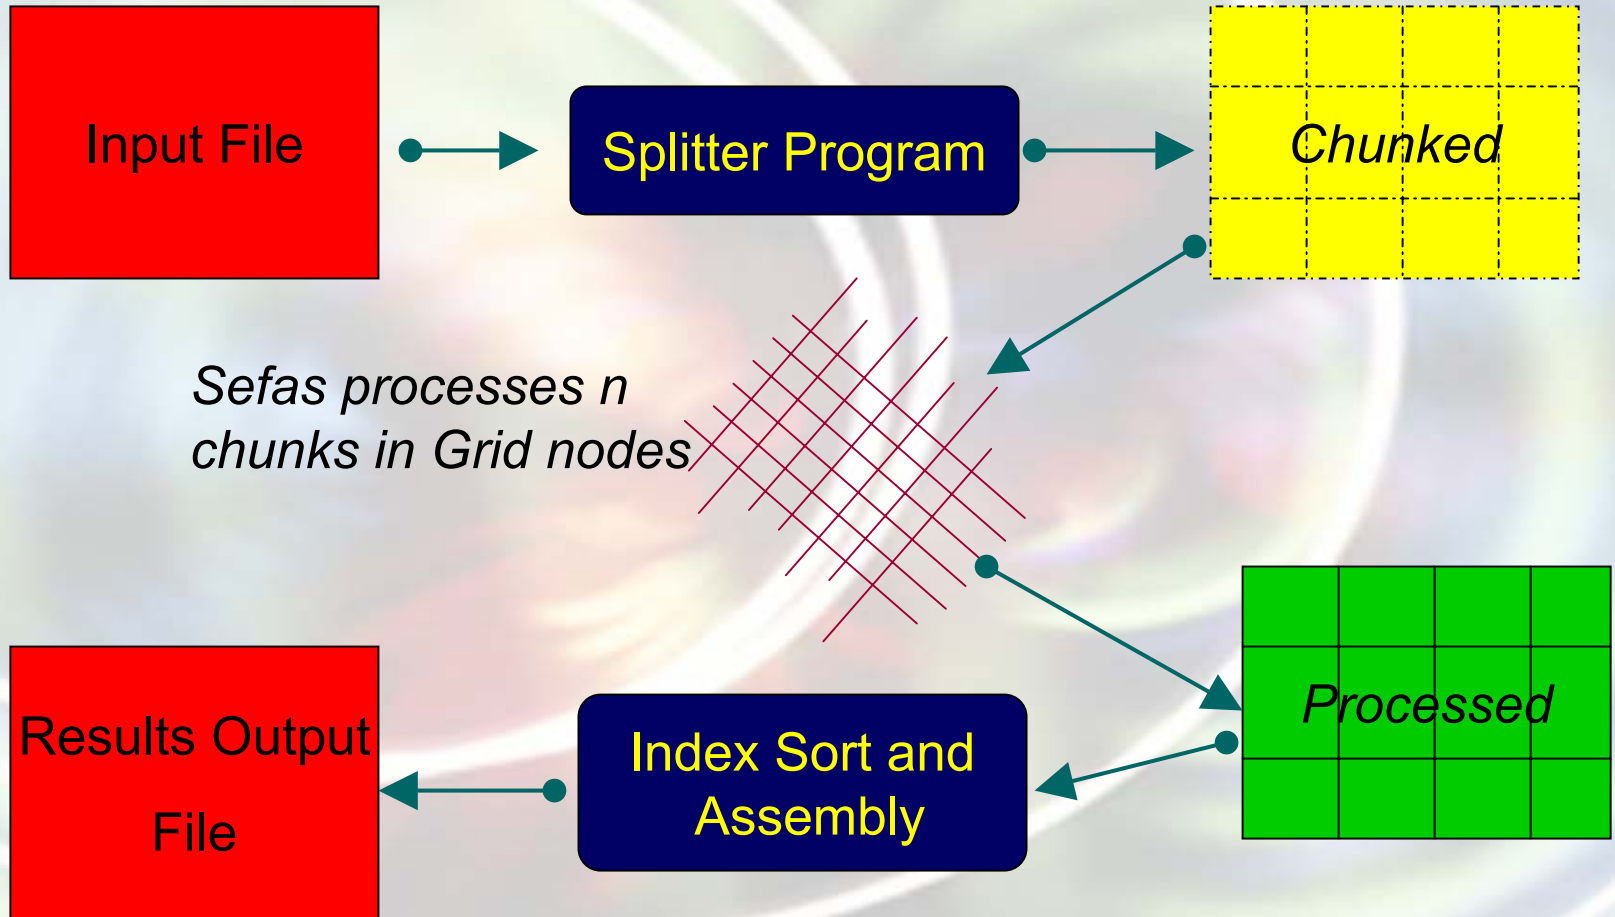 Input File
Splitter Program
Chunked
Sefas processes n
chunks in Grid nodes
Processed
Index Sort and
Assembly
Results Output
File